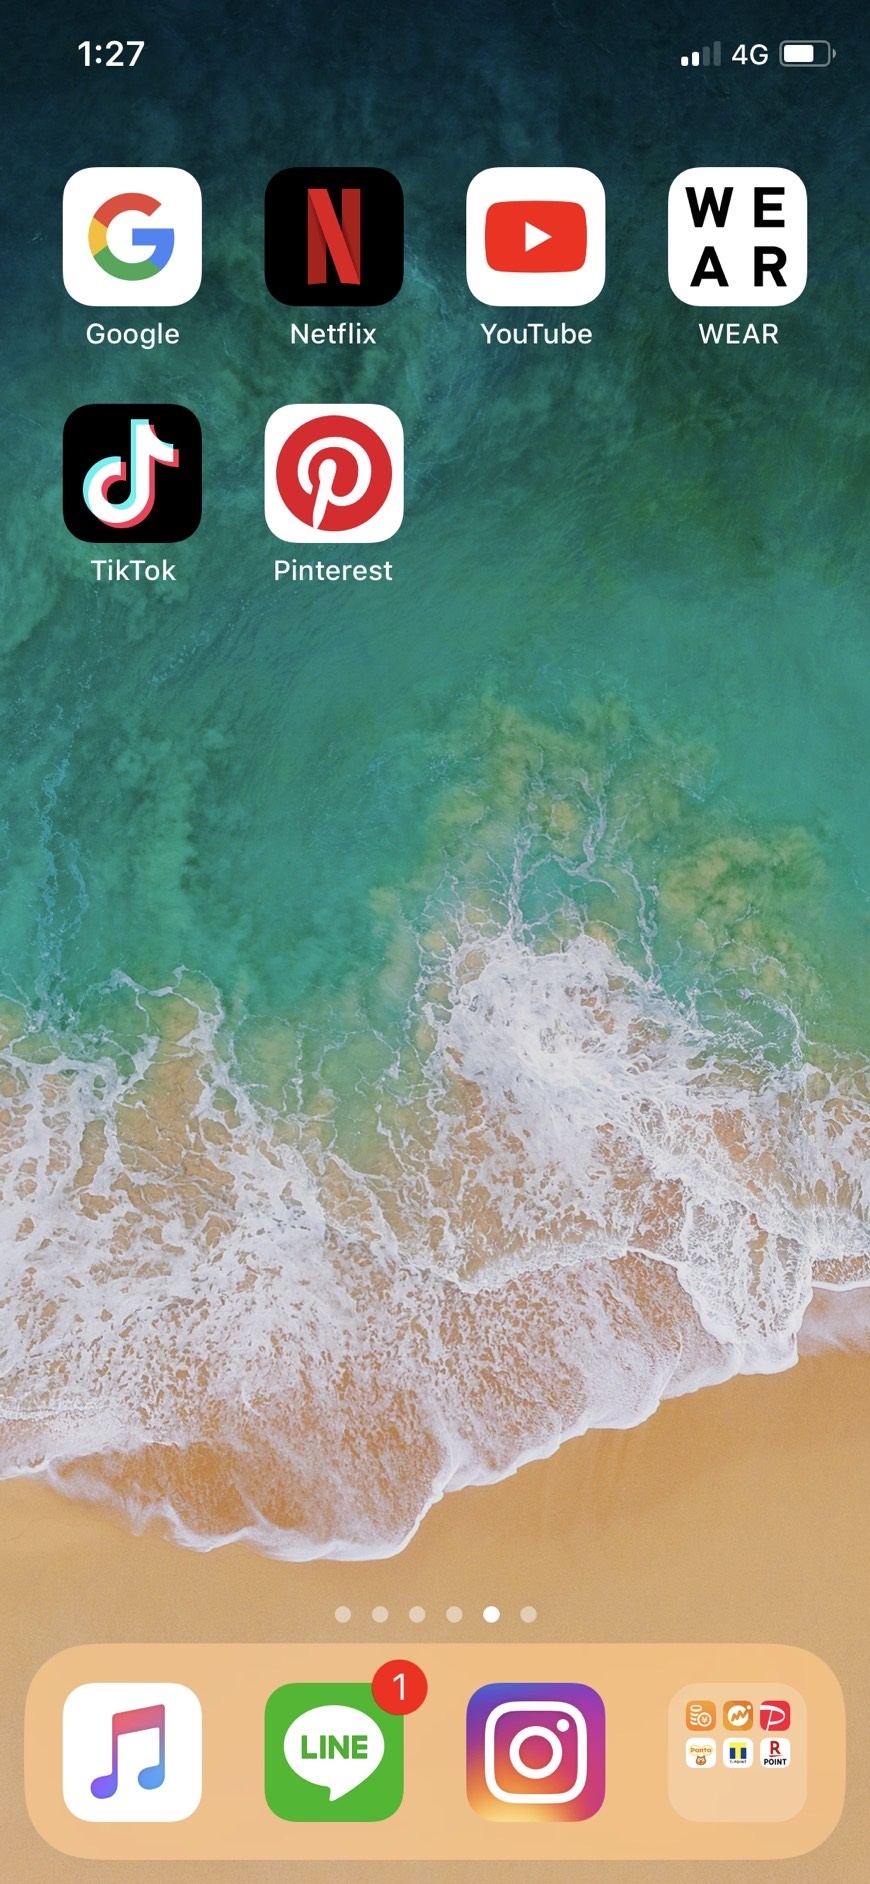 1:27
4G
W E
A R
Google
Netflix
YouTube
WEAR
TikTok
Pinterest
1
LINE
Ponta
T-POINT
R
POINT